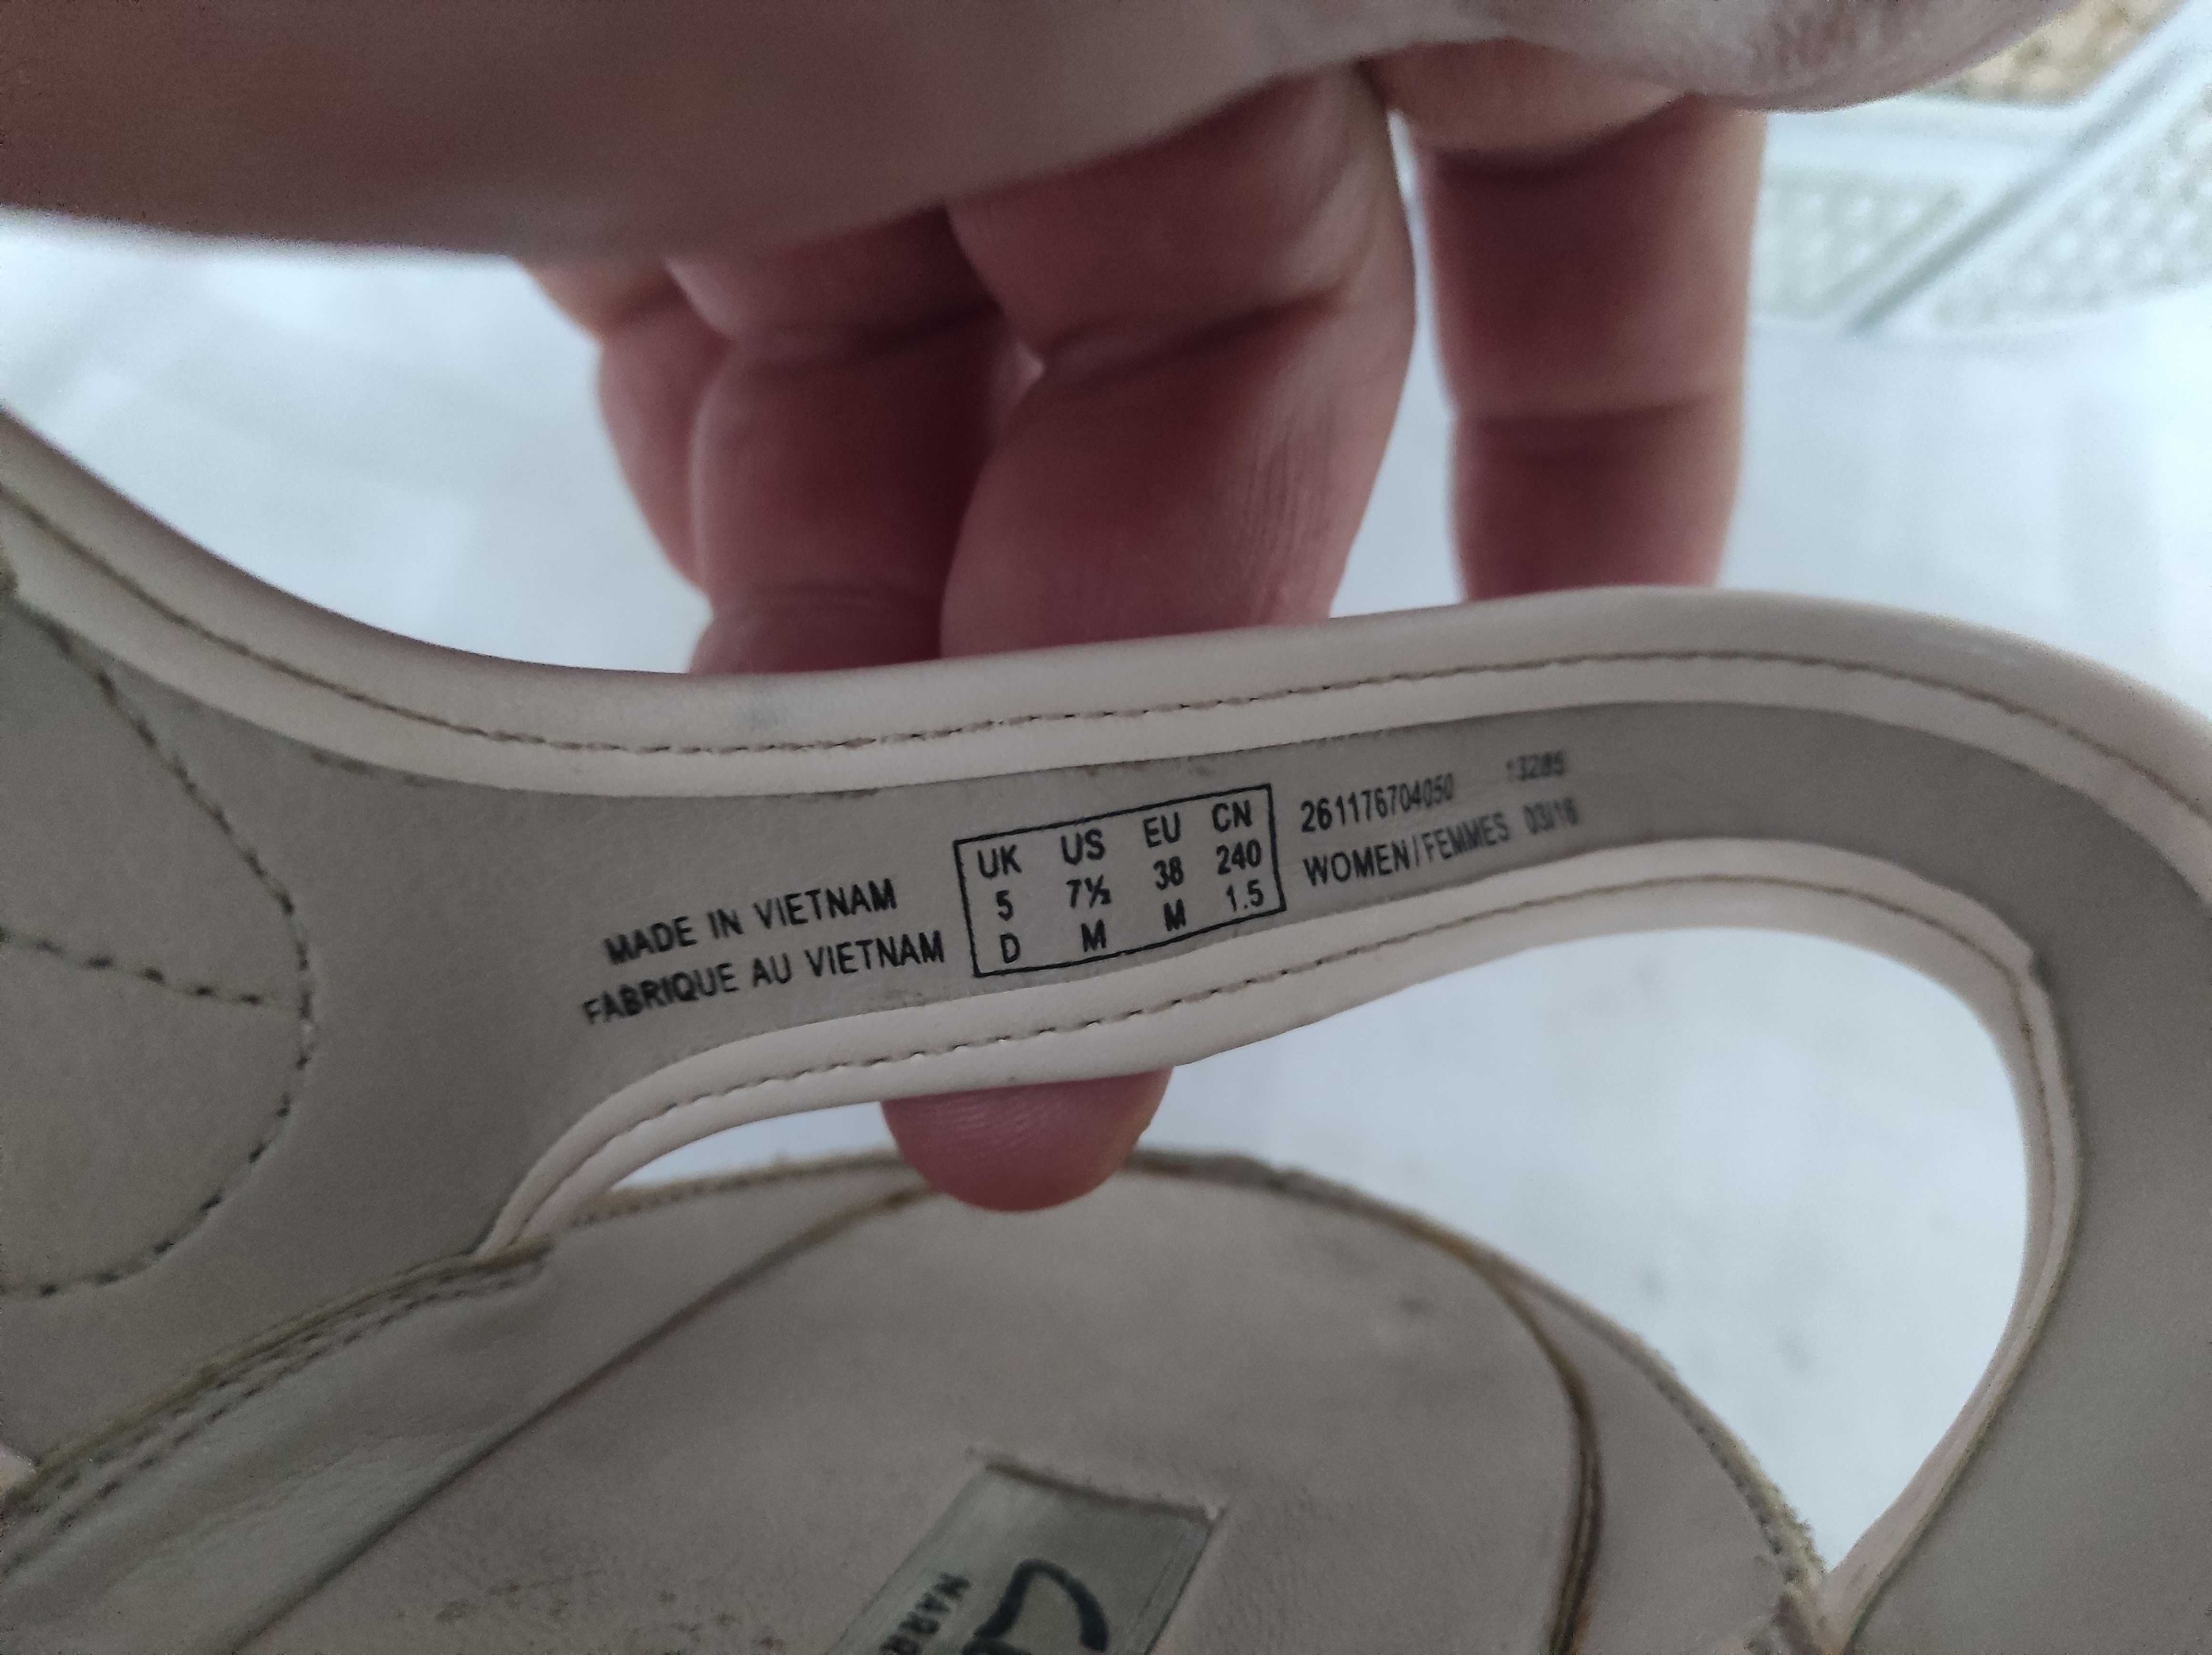 MADE IN VIETNAM
FABRIQUE AU VIETNAM
UK US EU CN
5 7½ 38 240
D M M 1.5
261176704050 13285
WOMEN/FEMMES 03/16